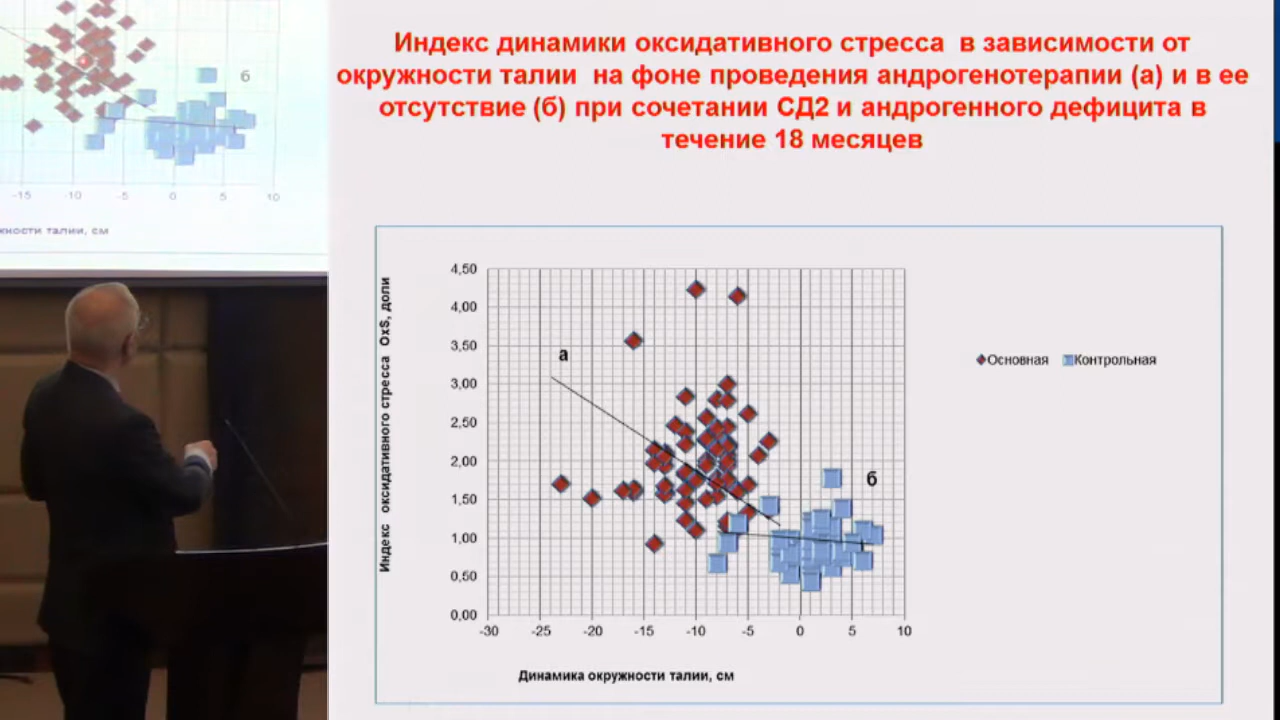 Индекс динамики оксидативного стресса в зависимости от
окружности талии на фоне проведения андрогенотерапии (а) и в ее
отсутствие (б) при сочетании СД2 и андрогенного дефицита в
течение 18 месяцев
б
-15 -10 -5 0 5 10
талии, см
Индекс оксидативного стресса OxS, доли
4,50
4,00
3,50
3,00
2,50
2,00
1,50
1,00
0,50
0,00
а
б
-30 -25 -20 -15 -10 -5 0 5 10
Динамика окружности талии, см
Основная Контрольная